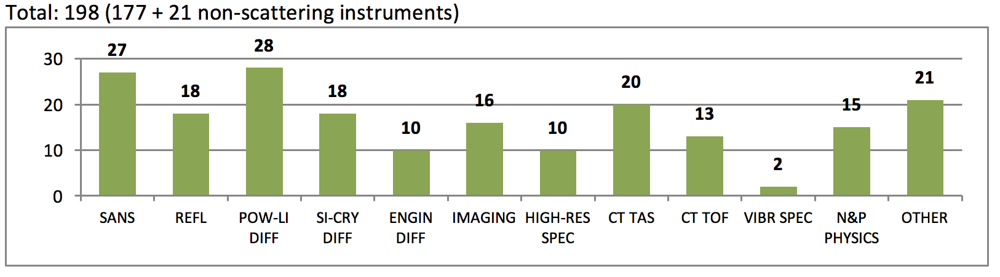 Total: 198 (177 + 21 non-scattering instruments)
27 18 28 18 10 16 10 20 13 2 15 21
30
20
10
0
SANS REFL POW-LI SI-CRY ENGIN IMAGING HIGH-RES CT TAS CT TOF VIBR SPEC N&P OTHER
DIFF DIFF DIFF SPEC PHYSICS